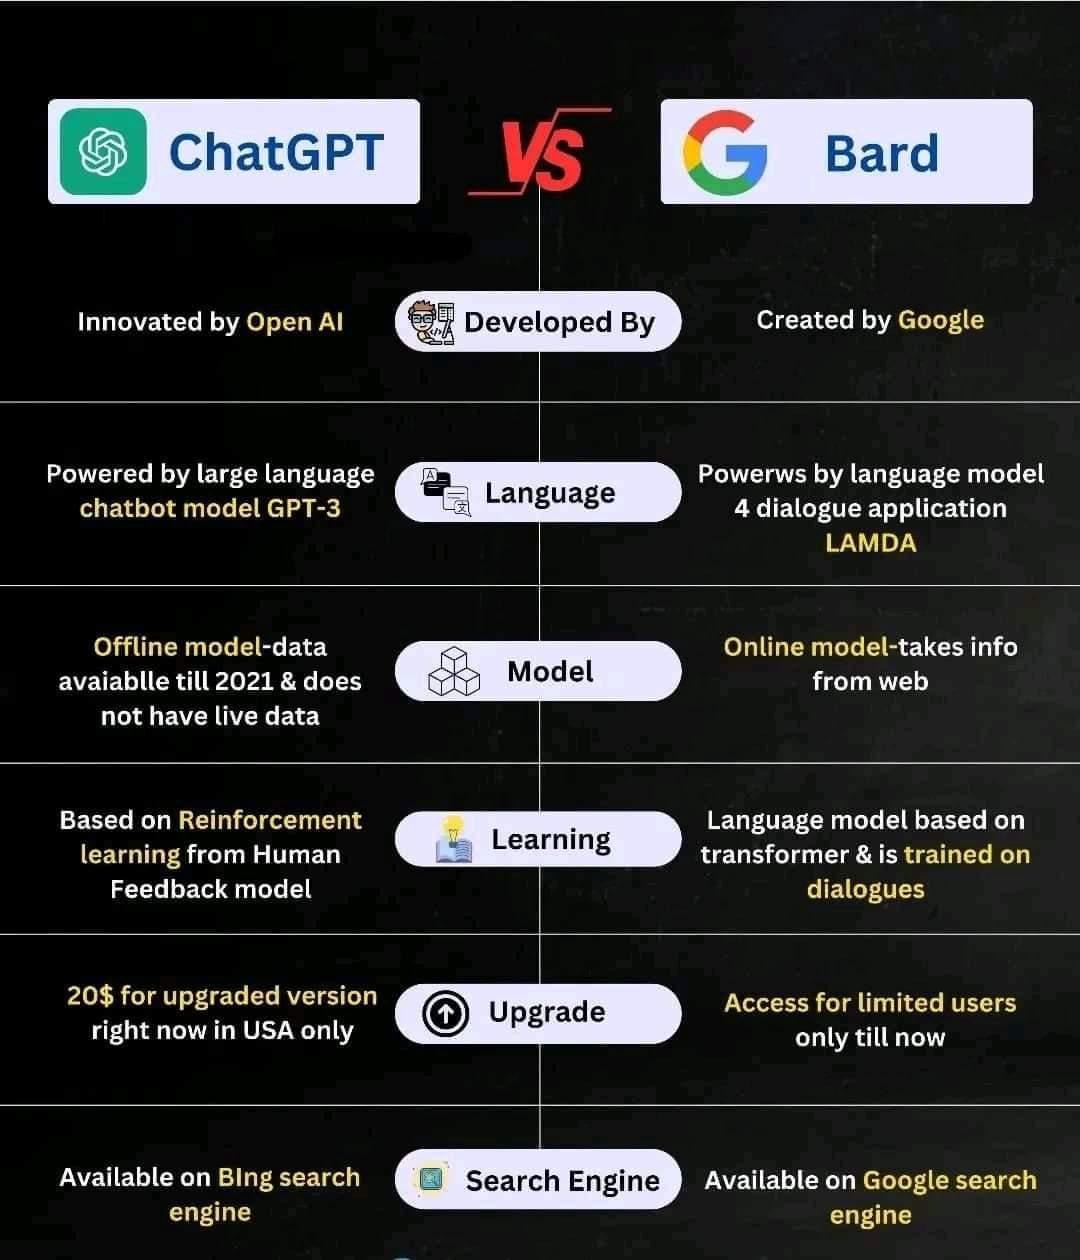 ChatGPT
VS
Bard
Innovated by Open AI
Developed By
Created by Google
Powered by large language
chatbot model GPT-3
Language
Powerws by language model
4 dialogue application
LAMDA
Offline model-data
avaiablle till 2021 & does
not have live data
Model
Online model-takes info
from web
Based on Reinforcement
learning from Human
Feedback model
Learning
Language model based on
transformer & is trained on
dialogues
20$ for upgraded version
right now in USA only
Upgrade
Access for limited users
only till now
Available on BIng search
engine
Search Engine
Available on Google search
engine